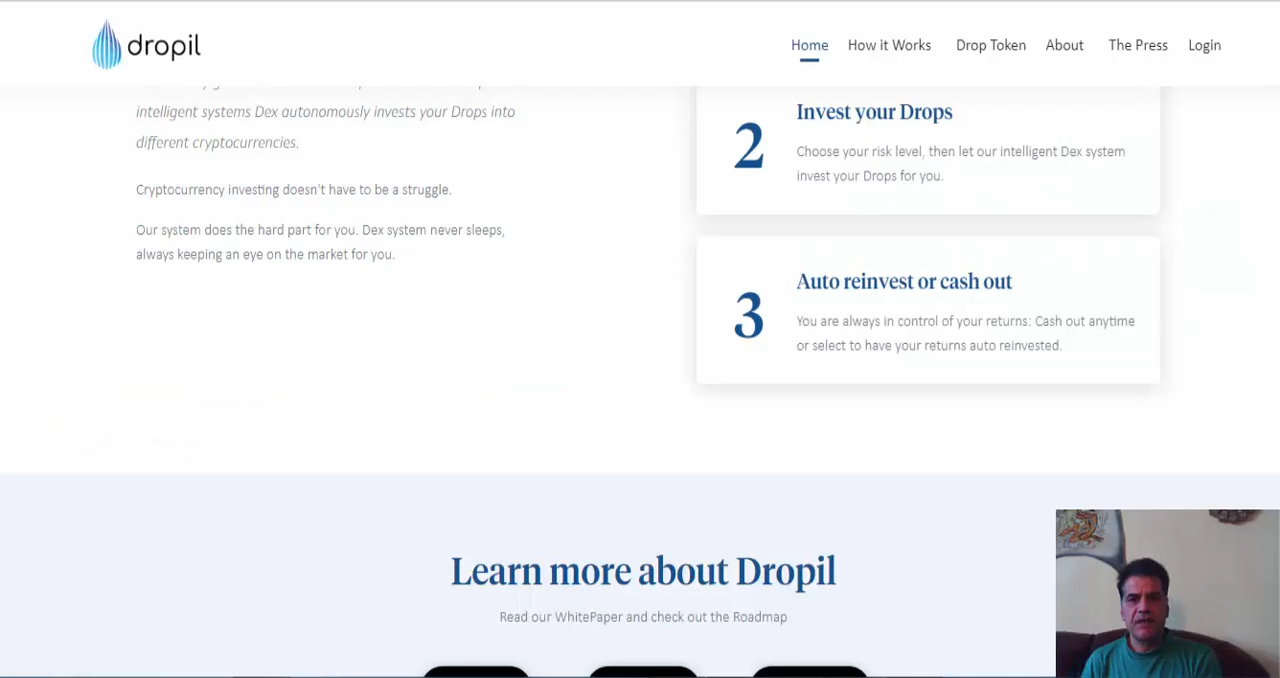 dropil
Home How it Works Drop Token About The Press Login
intelligent systems Dex autonomously invests your Drops into
different cryptocurrencies.
Cryptocurrency investing doesn't have to be a struggle.
Our system does the hard part for you. Dex system never sleeps,
always keeping an eye on the market for you.
2
Invest your Drops
Choose your risk level, then let our intelligent Dex system
invest your Drops for you.
3
Auto reinvest or cash out
You are always in control of your returns: Cash out anytime
or select to have your returns auto reinvested.
Learn more about Dropil
Read our WhitePaper and check out the Roadmap